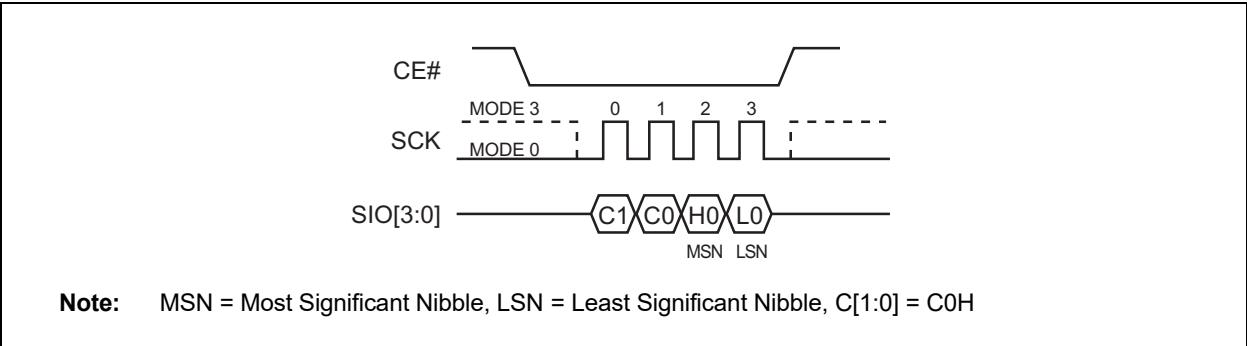 CE#
MODE 3 0 1 2 3
SCK
MODE 0
SIO[3:0] C1 C0 H0 L0
MSN LSN
Note: MSN = Most Significant Nibble, LSN = Least Significant Nibble, C[1:0] = C0H